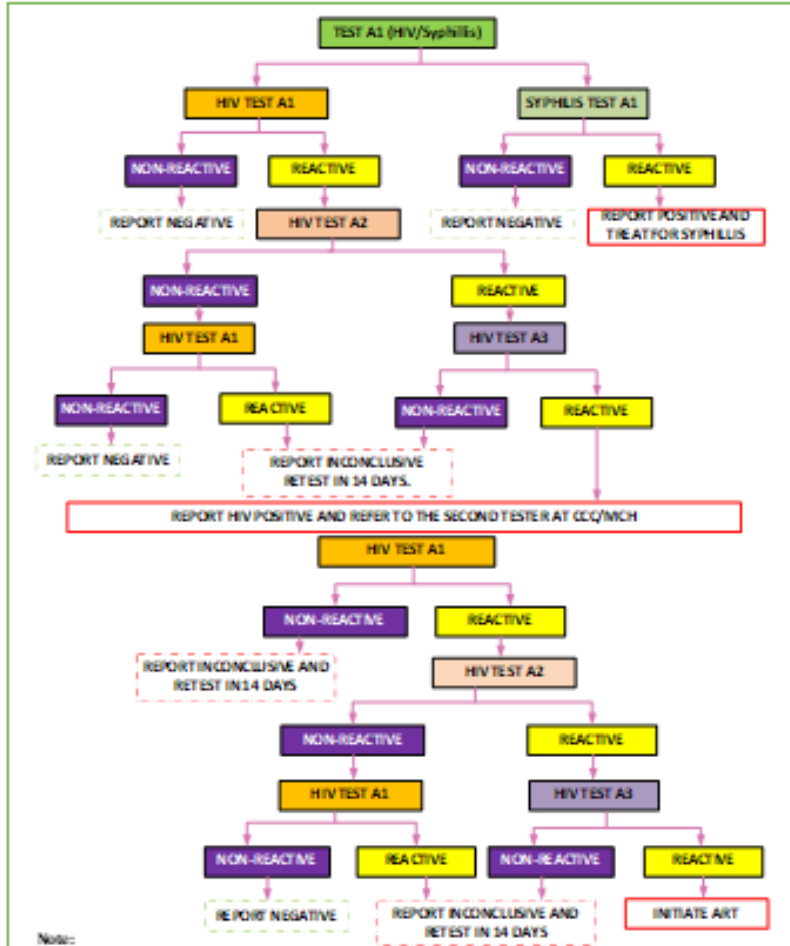 TEST A1 (HIV/Syphillis)
HIV TEST A1
SYPHILIS TEST A1
NON-REACTIVE
REACTIVE
NON-REACTIVE
REACTIVE
REPORT NEGATIVE
HIV TEST A2
REPORT NEGATIVE
REPORT POSITIVE AND
TREAT FOR SYPHILLIS
NON-REACTIVE
REACTIVE
HIV TEST A1
HIV TEST A3
NON-REACTIVE
REACTIVE
NON-REACTIVE
REACTIVE
REPORT NEGATIVE
REPORT INCONCLUSIVE
RETEST IN 14 DAYS.
REPORT HIV POSITIVE AND REFER TO THE SECOND TESTER AT CCC/MCH
HIV TEST A1
NON-REACTIVE
REACTIVE
REPORT INCONCLUSIVE AND
RETEST IN 14 DAYS
HIV TEST A2
NON-REACTIVE
REACTIVE
HIV TEST A1
HIV TEST A3
NON-REACTIVE
REACTIVE
NON-REACTIVE
REACTIVE
REPORT NEGATIVE
REPORT INCONCLUSIVE AND
RETEST IN 14 DAYS
INITIATE ART
Note: